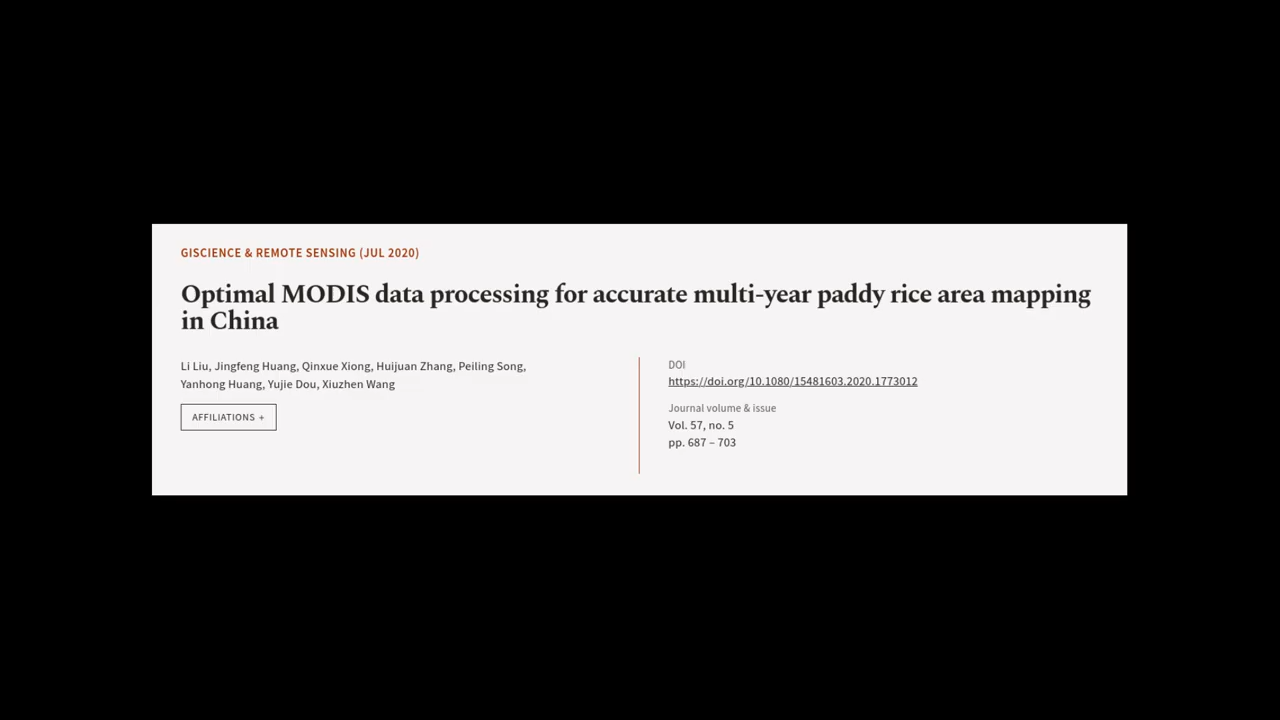 GISCIENCE & REMOTE SENSING (JUL 2020)
Optimal MODIS data processing for accurate multi-year paddy rice area mapping
in China
Li Liu, Jingfeng Huang, Qinxue Xiong, Huijuan Zhang, Peiling Song,
Yanhong Huang, Yujie Dou, Xiuzhen Wang
AFFILIATIONS +
DOI
https://doi.org/10.1080/15481603.2020.1773012
Journal volume & issue
Vol. 57, no. 5
pp. 687 – 703